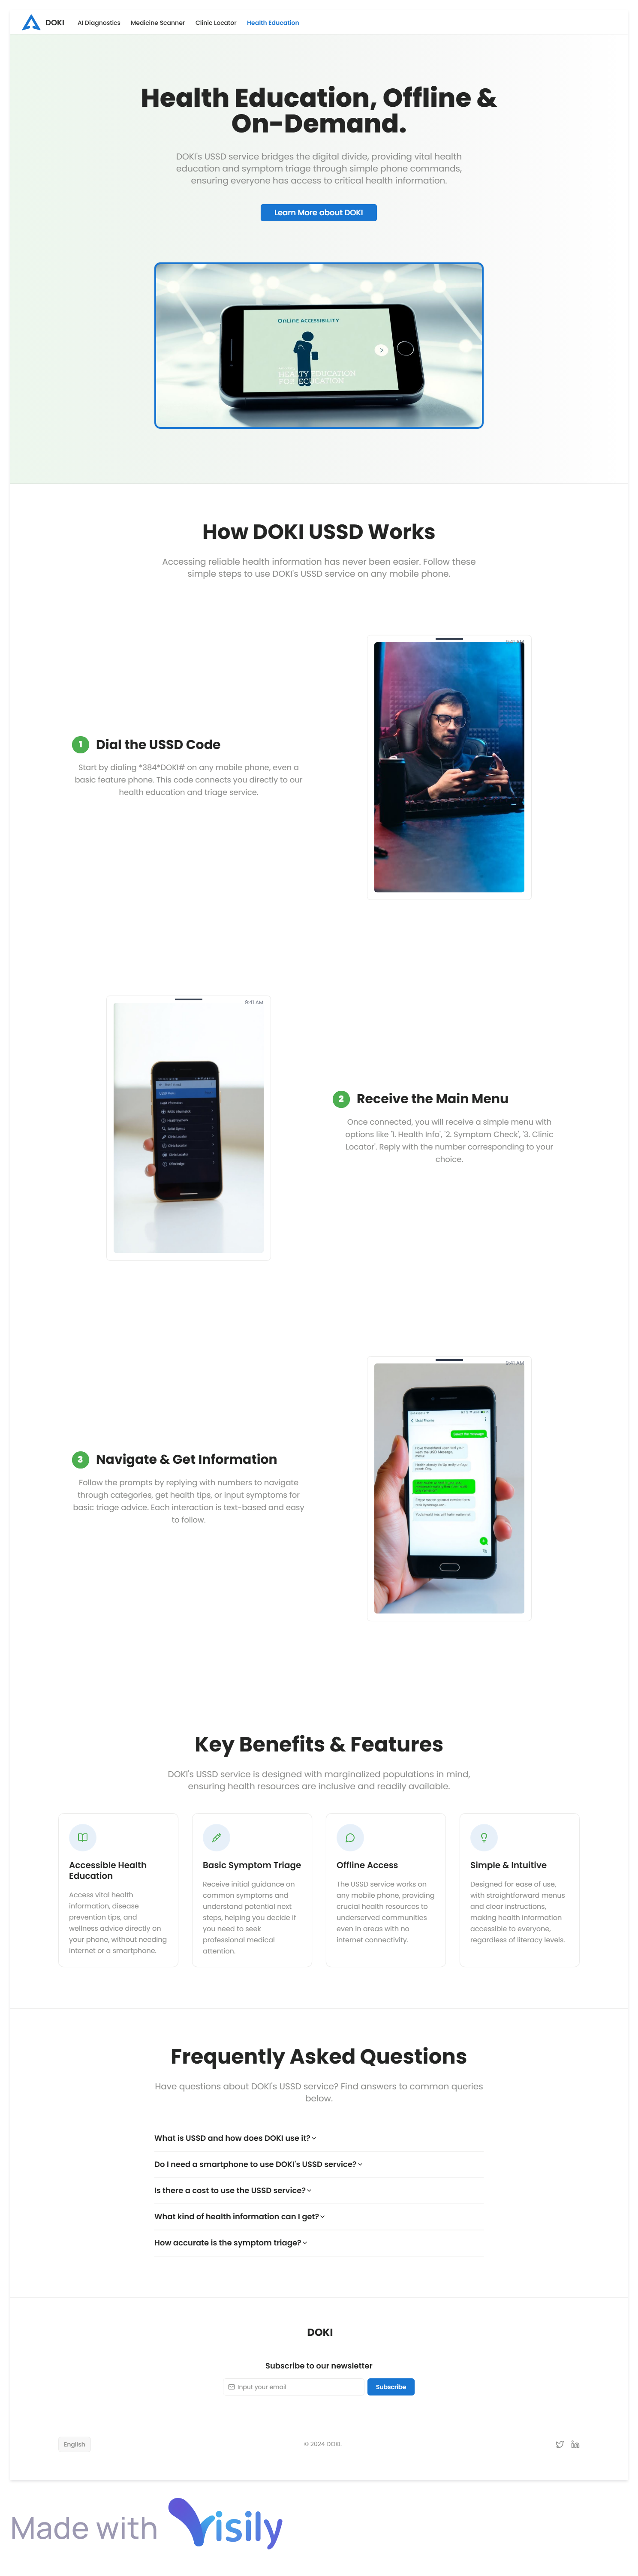 DOKI
AI Diagnostics
Medicine Scanner
Clinic Locator
Health Education
Health Education, Offline &
On-Demand.
DOKI's USSD service bridges the digital divide, providing vital health
education and symptom triage through simple phone commands,
ensuring everyone has access to critical health information.
Learn More about DOKI
OnLine ACCESSIBILITY
How DOKI USSD Works
Accessing reliable health information has never been easier. Follow these
simple steps to use DOKI's USSD service on any mobile phone.
9:41 AM
1 Dial the USSD Code
Start by dialing *384*DOKI# on any mobile phone, even a
basic feature phone. This code connects you directly to our
health education and triage service.
9:41 AM
2 Receive the Main Menu
Once connected, you will receive a simple menu with
options like '1. Health Info', '2. Symptom Check', '3. Clinic
Locator'. Reply with the number corresponding to your
choice.
9:41 AM
3 Navigate & Get Information
Follow the prompts by replying with numbers to navigate
through categories, get health tips, or input symptoms for
basic triage advice. Each interaction is text-based and easy
to follow.
Key Benefits & Features
DOKI's USSD service is designed with marginalized populations in mind,
ensuring health resources are inclusive and readily available.
Accessible Health
Education
Access vital health
information, disease
prevention tips, and
wellness advice directly on
your phone, without needing
internet or a smartphone.
Basic Symptom Triage
Receive initial guidance on
common symptoms and
understand potential next
steps, helping you decide if
you need to seek
professional medical
attention.
Offline Access
The USSD service works on
any mobile phone, providing
crucial health resources to
underserved communities
even in areas with no
internet connectivity.
Simple & Intuitive
Designed for ease of use,
with straightforward menus
and clear instructions,
making health information
accessible to everyone,
regardless of literacy levels.
Frequently Asked Questions
Have questions about DOKI's USSD service? Find answers to common queries
below.
What is USSD and how does DOKI use it?
Do I need a smartphone to use DOKI's USSD service?
Is there a cost to use the USSD service?
What kind of health information can I get?
How accurate is the symptom triage?
DOKI
Subscribe to our newsletter
Input your email
Subscribe
English
© 2024 DOKI.
Made with Visily